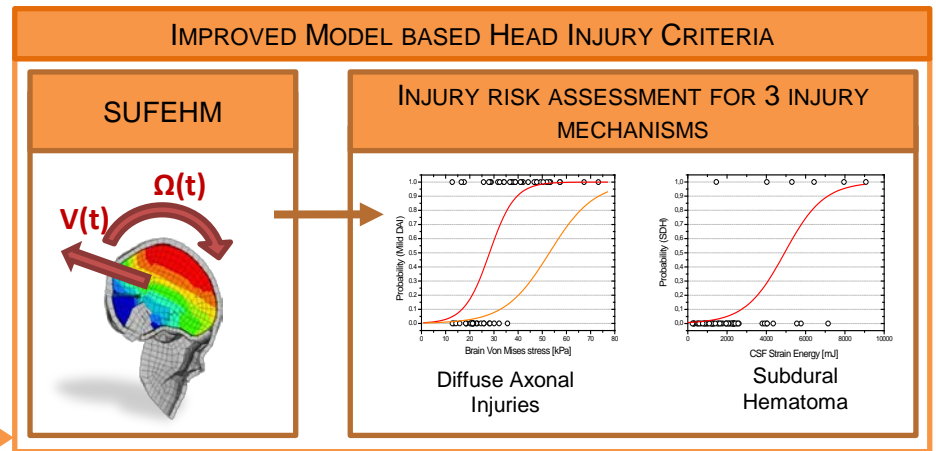 IMPROVED MODEL BASED HEAD INJURY CRITERIA
SUFEHM
Ω(t)
V(t)
INJURY RISK ASSESSMENT FOR 3 INJURY
MECHANISMS
Probability (Mild DAI)
1,0
0,9
0,8
0,7
0,6
0,5
0,4
0,3
0,2
0,1
0,0
0 10 20 30 40 50 60 70 80
Brain Von Mises stress [kPa]
Diffuse Axonal
Injuries
Probability (SDH)
1,0
0,9
0,8
0,7
0,6
0,5
0,4
0,3
0,2
0,1
0,0
0 2000 4000 6000 8000 10000
CSF Strain Energy [mJ]
Subdural
Hematoma